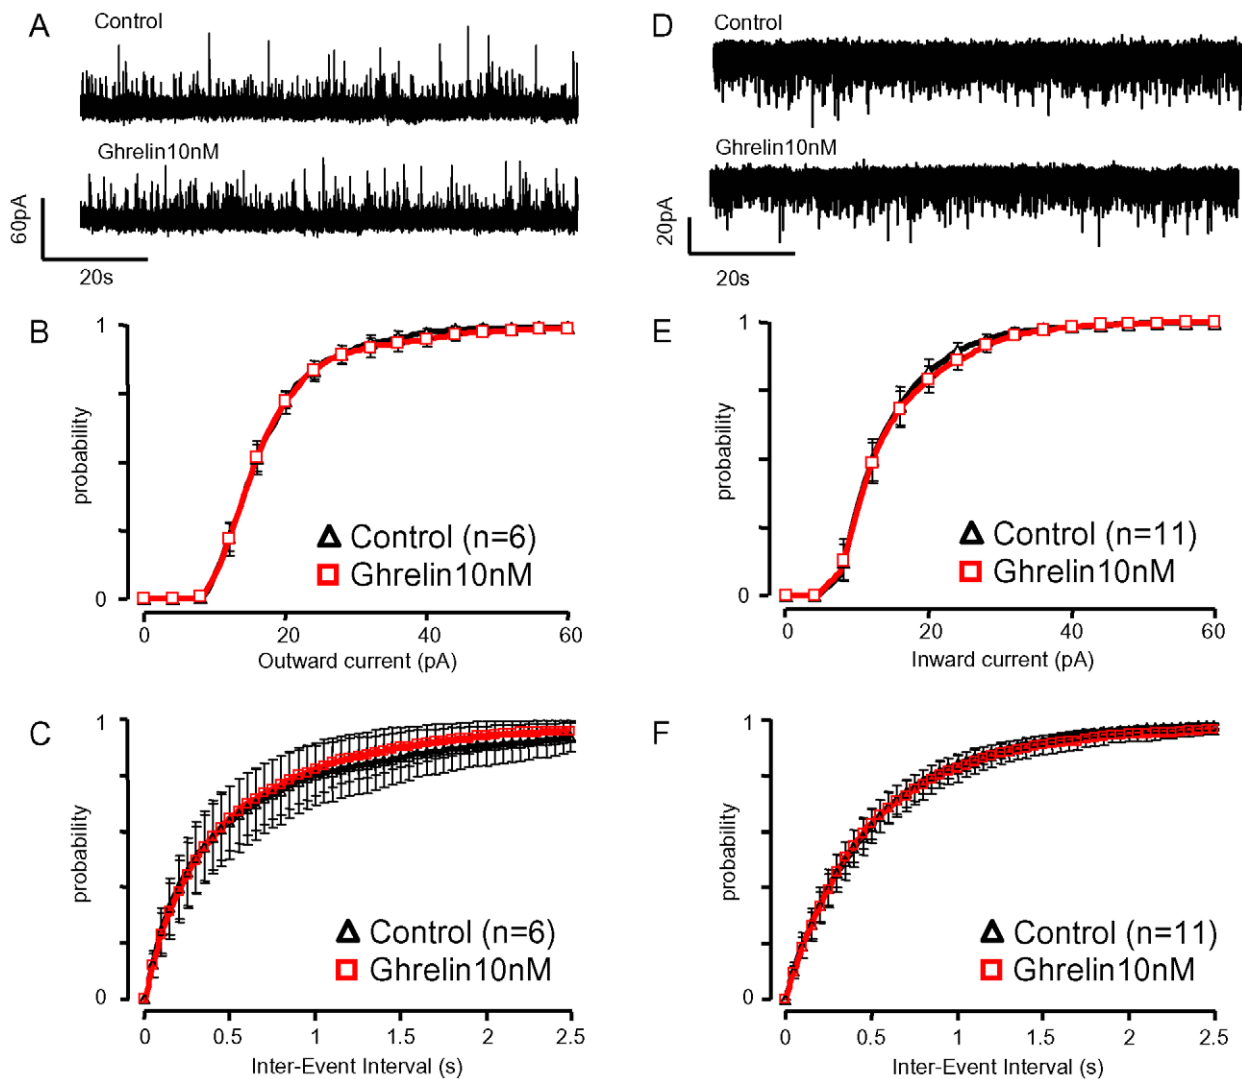 A
Control
Ghrelin10nM
60pA
20s
B
1
probability
0
Control (n=6)
Ghrelin10nM
0 20 40 60
Outward current (pA)
C
1
probability
0
Control (n=6)
Ghrelin10nM
0 0.5 1 1.5 2 2.5
Inter-Event Interval (s)
D
Control
Ghrelin10nM
20pA
20s
E
1
probability
0
Control (n=11)
Ghrelin10nM
0 20 40 60
Inward current (pA)
F
1
probability
0
Control (n=11)
Ghrelin10nM
0 0.5 1 1.5 2 2.5
Inter-Event Interval (s)